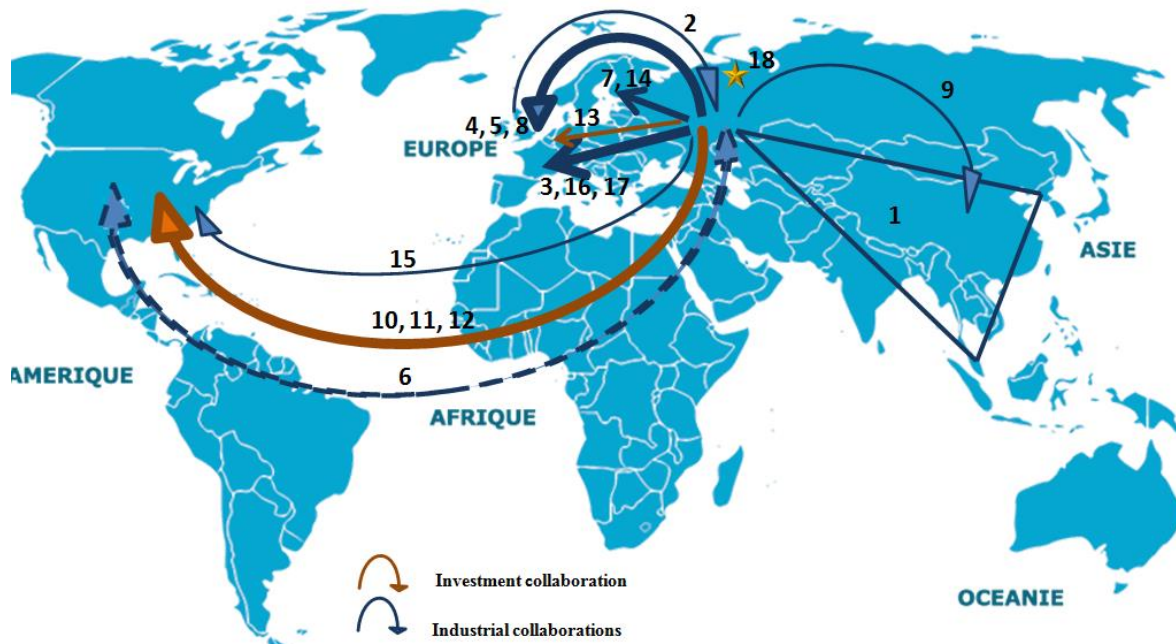 2
18
7, 14
9
13
4, 5, 8
EUROPE
3, 16, 17
1
ASIE
15
10, 11, 12
AMERIQUE
6
AFRIQUE
Investment collaboration
OCEANIE
Industrial collaborations